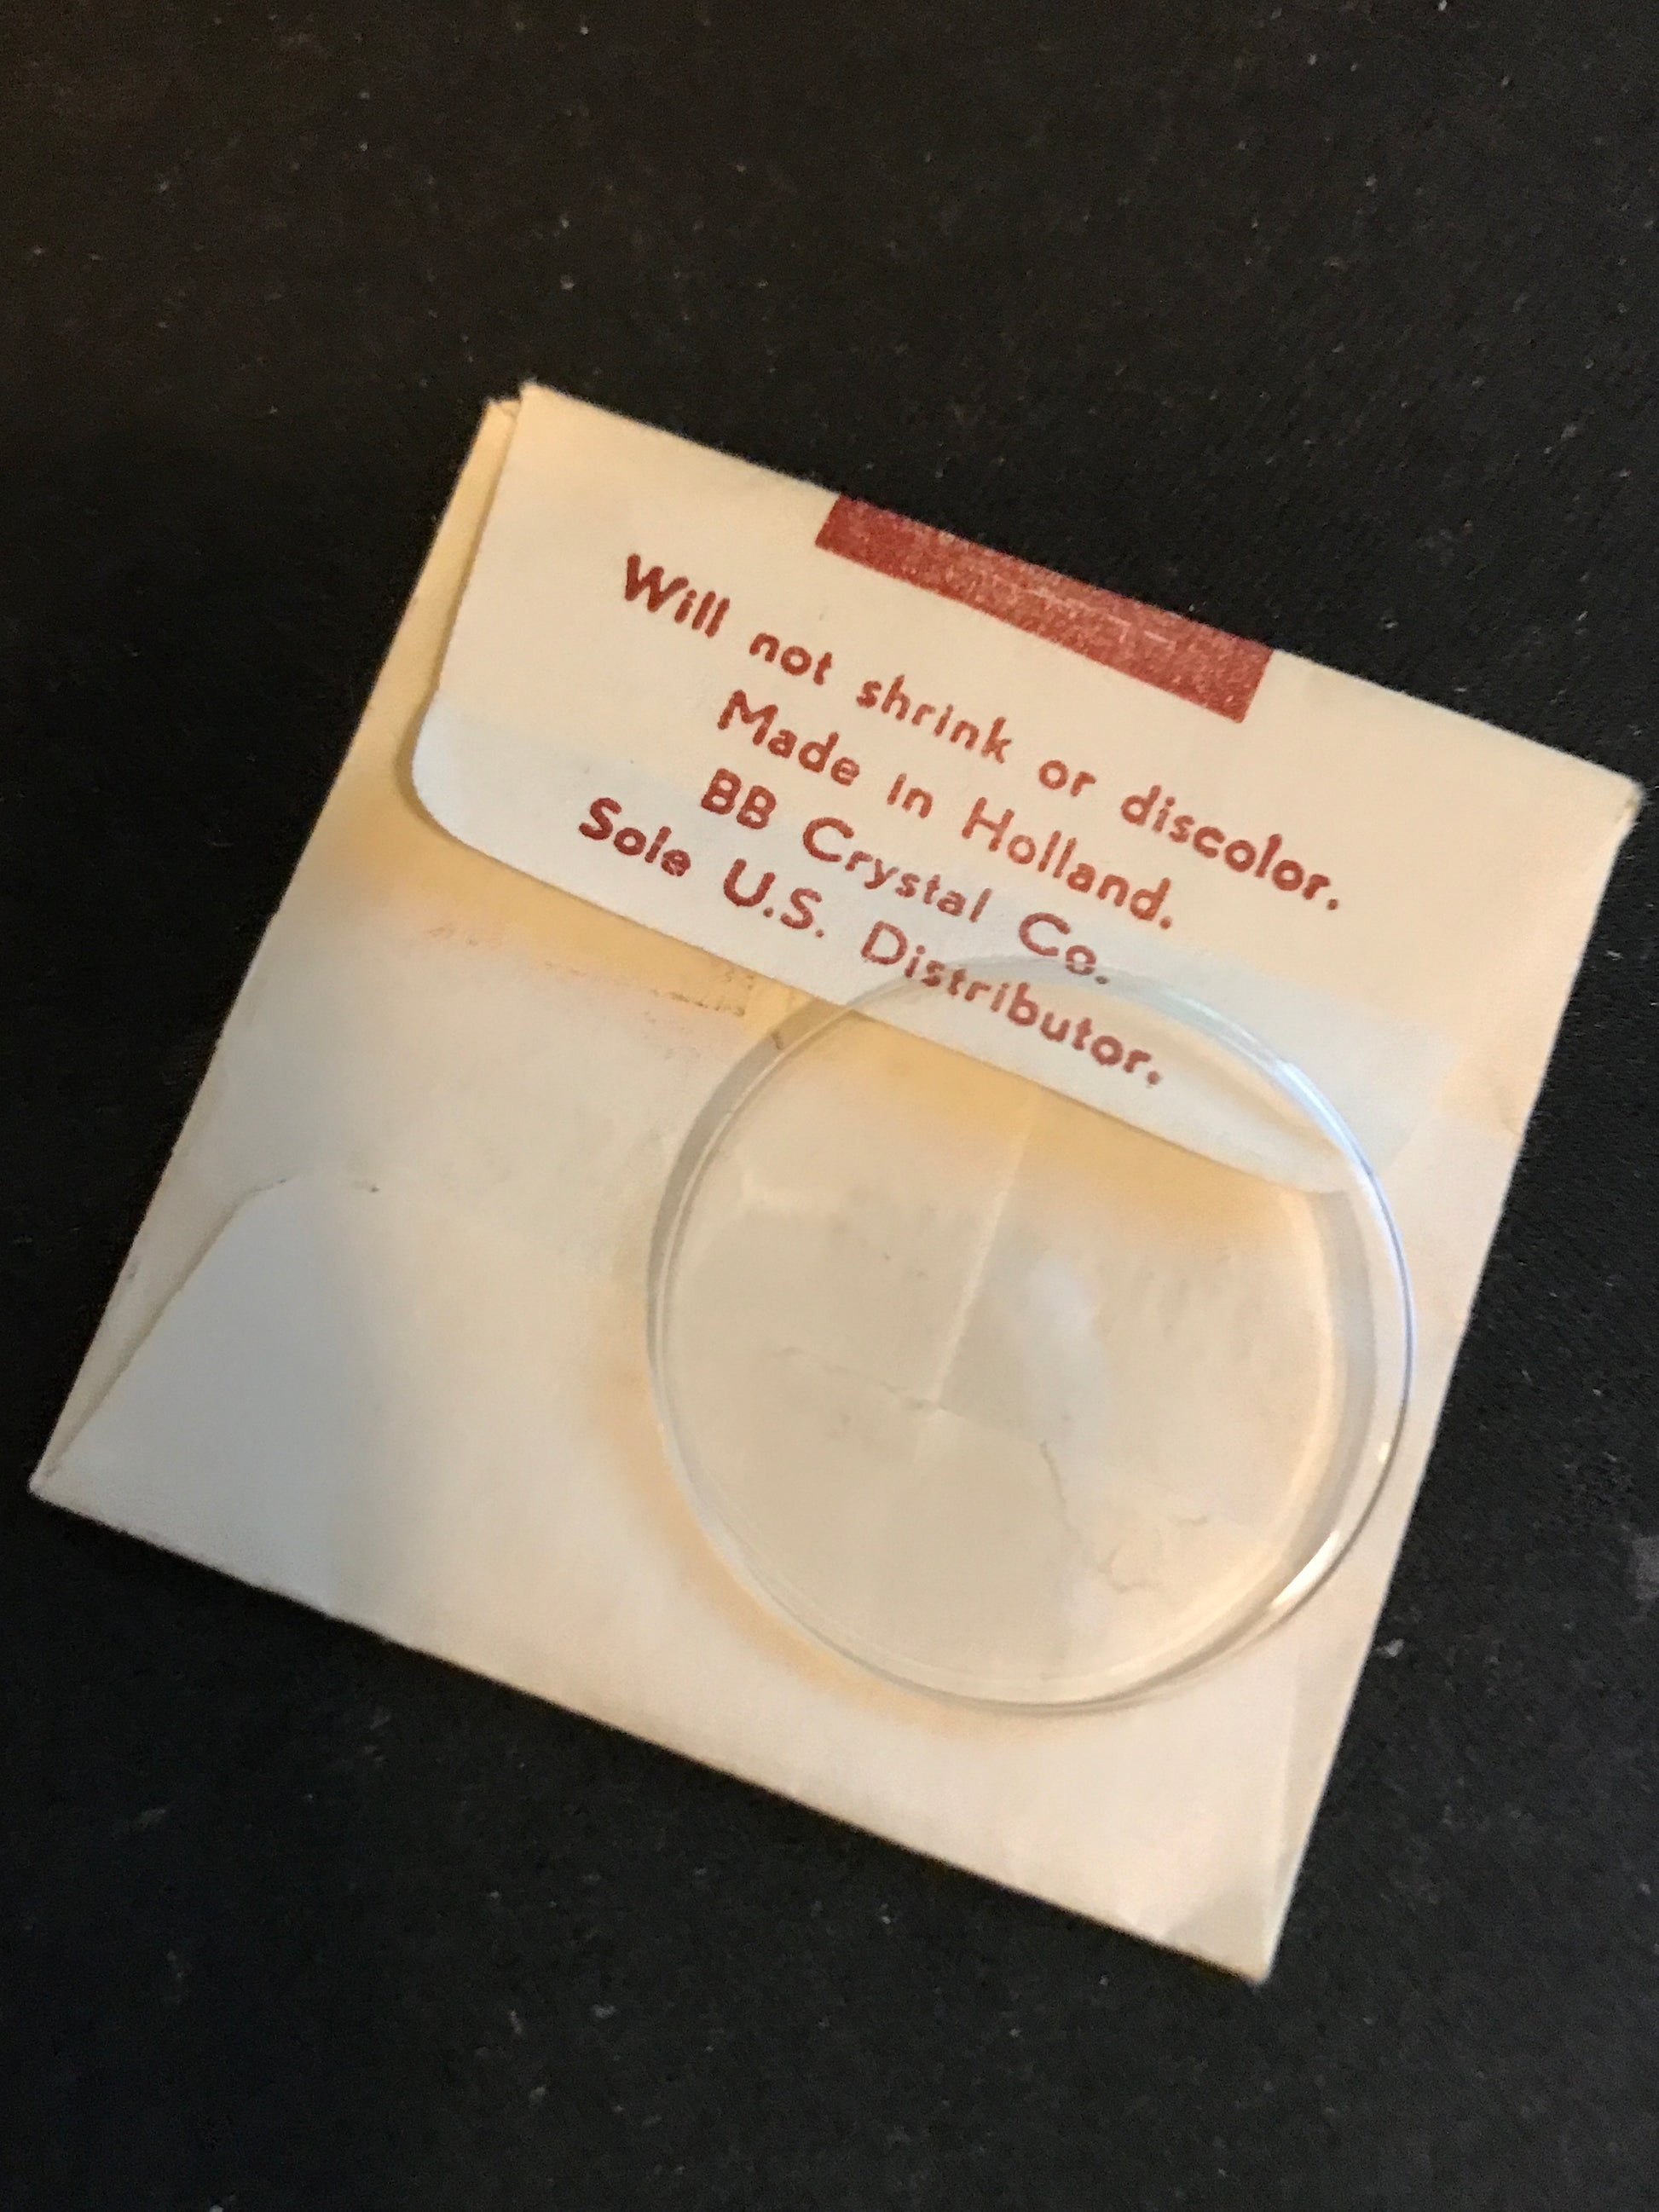 Will not shrink or discolor.
Made in Holland.
BB Crystal Co.
Sole U.S. Distributor.